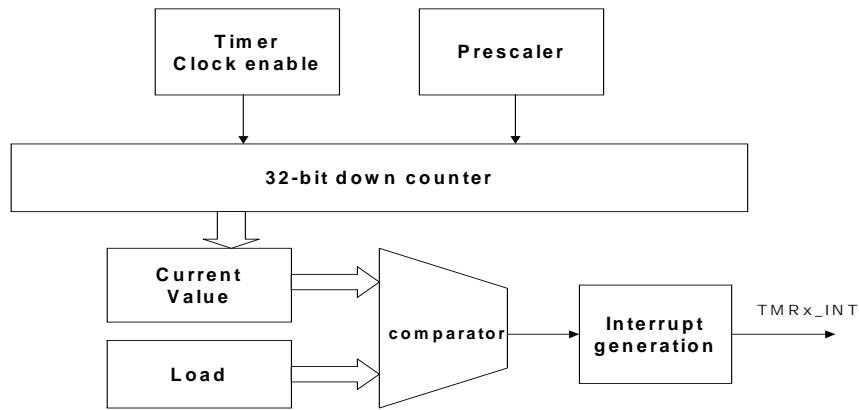 Timer
Clock enable
Prescaler
32-bit down counter
Current
Value
Load
comparator
Interrupt
generation
TMRx_INT